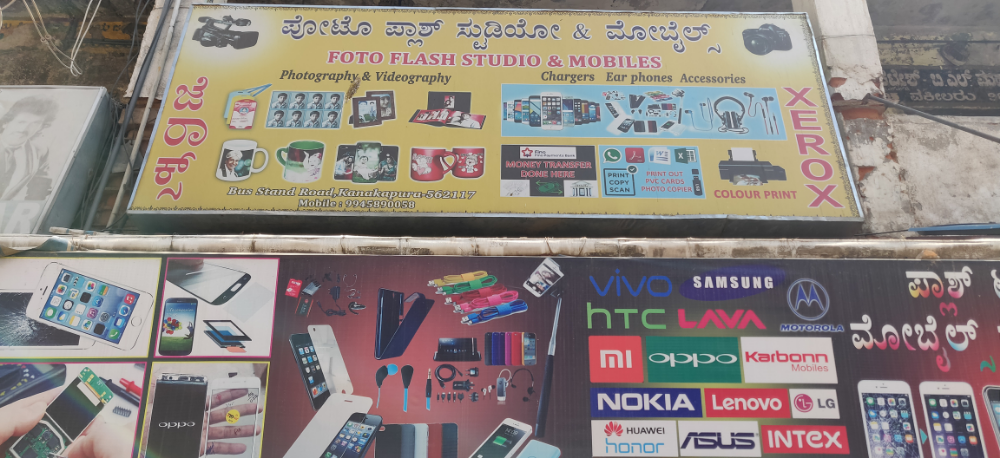 ಪೋಟೊ ಪ್ಲಾಶ್ ಸ್ಟುಡಿಯೋ & ಮೋಬೈಲ್ಸ್
FOTO FLASH STUDIO & MOBILES
Photography & Videography
Chargers Ear phones Accessories
XEROX
MONEY TRANSFER
DONE HERE
PRINT
COPY
SCAN
PRINT OUT
PVC CARDS
PHOTO COPIER
COLOUR PRINT
Bus Stand Road, Kanakapura-562117
Mobile : 9945890058
vivo
SAMSUNG
hTC
LAVA
MOTOROLA
MI
oppo
Karbonn
Mobiles
NOKIA
Lenovo
LG
HUAWEI
honor
ASUS
INTEX
ಪ್ಲಾಶ್
ಮೋಬೈಲ್
oppo